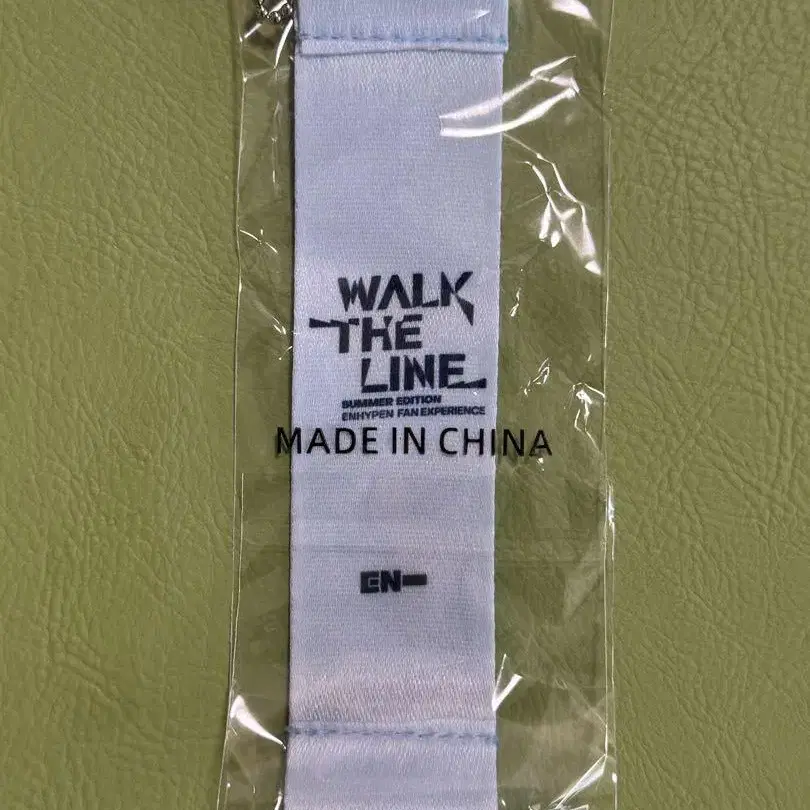 WALK
THE
LINE
SUMMER EDITION
ENHYPEN FAN EXPERIENCE
MADE IN CHINA
EN-